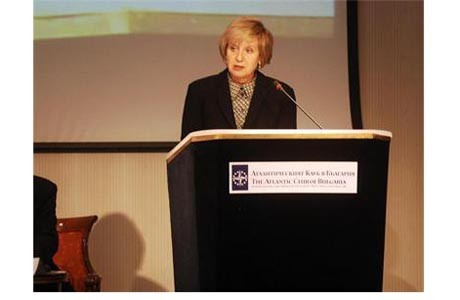 Атлантическият Клуб в България
The Atlantic Club of Bulgaria